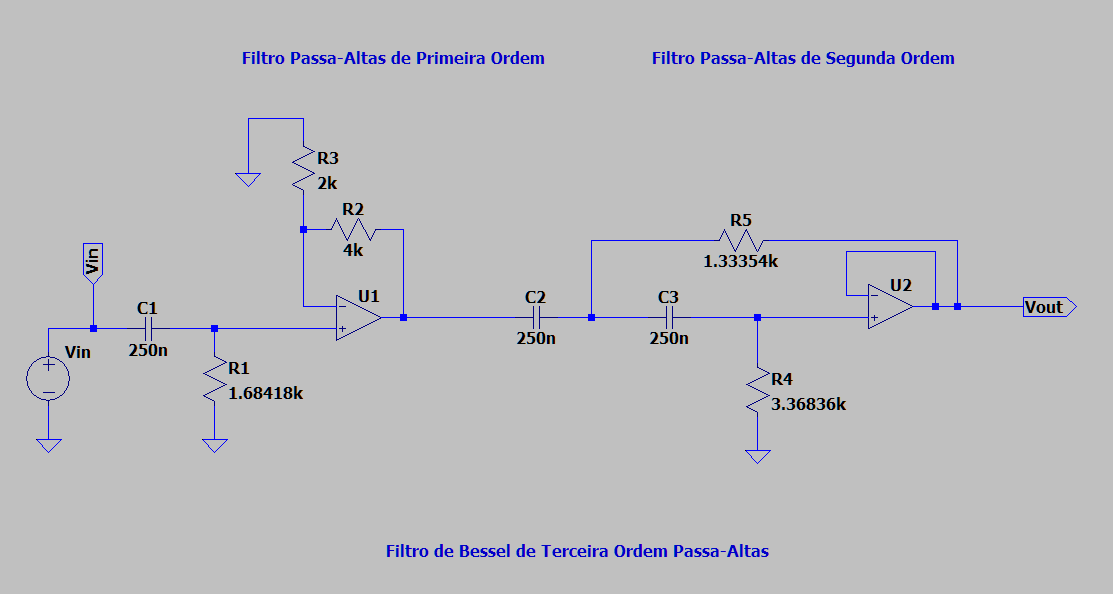 Filtro Passa-Altas de Primeira Ordem
Filtro Passa-Altas de Segunda Ordem
R3
2k
R2
4k
R5
1.33354k
Vin
U1
U2
C1
250n
C2
250n
C3
250n
Vout
Vin
R1
1.68418k
R4
3.36836k
Filtro de Bessel de Terceira Ordem Passa-Altas